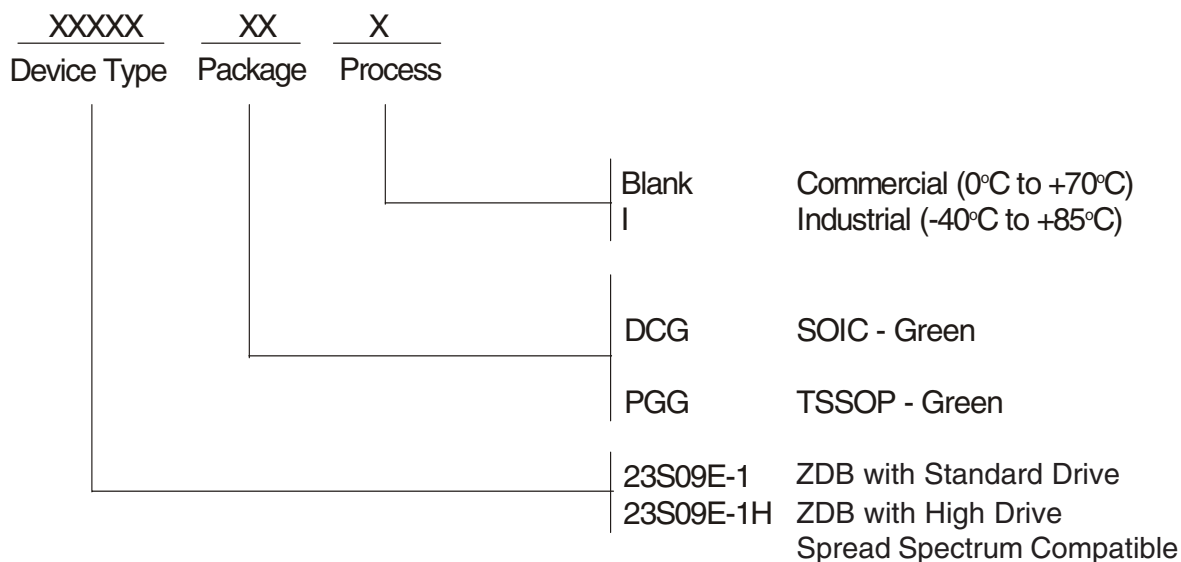 XXXXX XX X
Device Type Package Process
Blank Commercial (0°C to +70°C)
I Industrial (-40°C to +85°C)
DCG SOIC - Green
PGG TSSOP - Green
23S09E-1 ZDB with Standard Drive
23S09E-1H ZDB with High Drive
Spread Spectrum Compatible